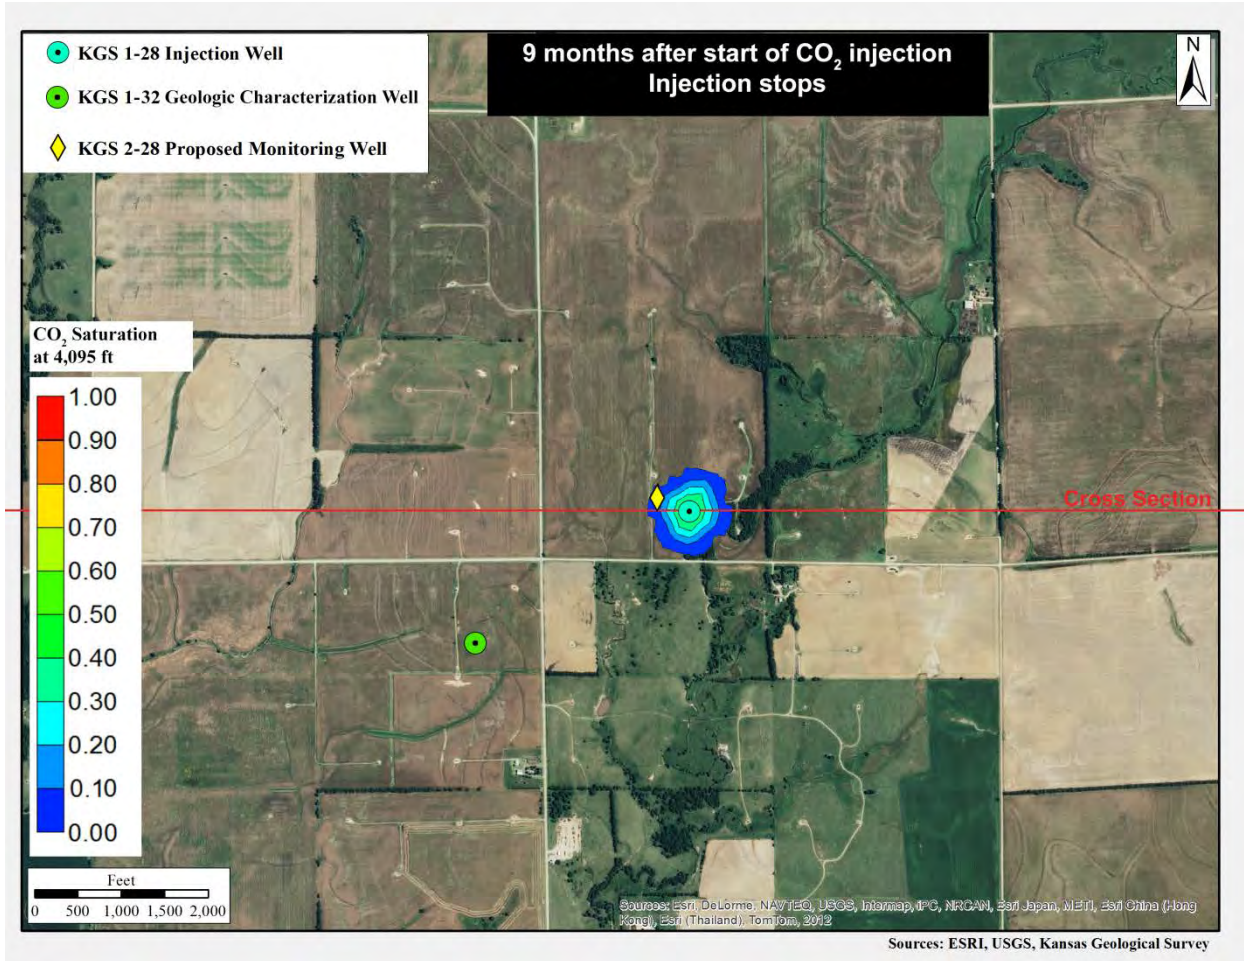 KGS 1-28 Injection Well
KGS 1-32 Geologic Characterization Well
KGS 2-28 Proposed Monitoring Well
9 months after start of CO₂ injection
Injection stops
N
CO₂ Saturation
at 4,095 ft
1.00
0.90
0.80
0.70
0.60
0.50
0.40
0.30
0.20
0.10
0.00
Cross Section
Feet
0 500 1,000 1,500 2,000
Sources: Esri, DeLorme, NAVTEQ, USGS, Intermap, iPC, NRCAN, Esri Japan, METI, Esri China (Hong
Kong), Esri (Thailand), TomTom, 2012
Sources: ESRI, USGS, Kansas Geological Survey